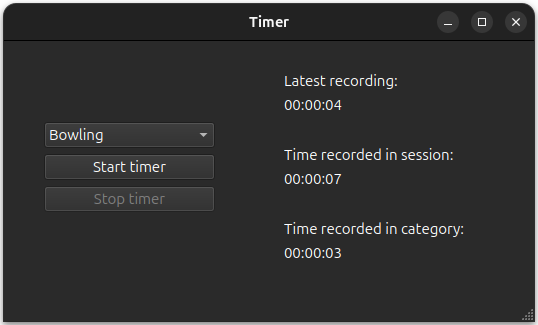 Timer
Bowling
Start timer
Stop timer
Latest recording:
00:00:04
Time recorded in session:
00:00:07
Time recorded in category:
00:00:03